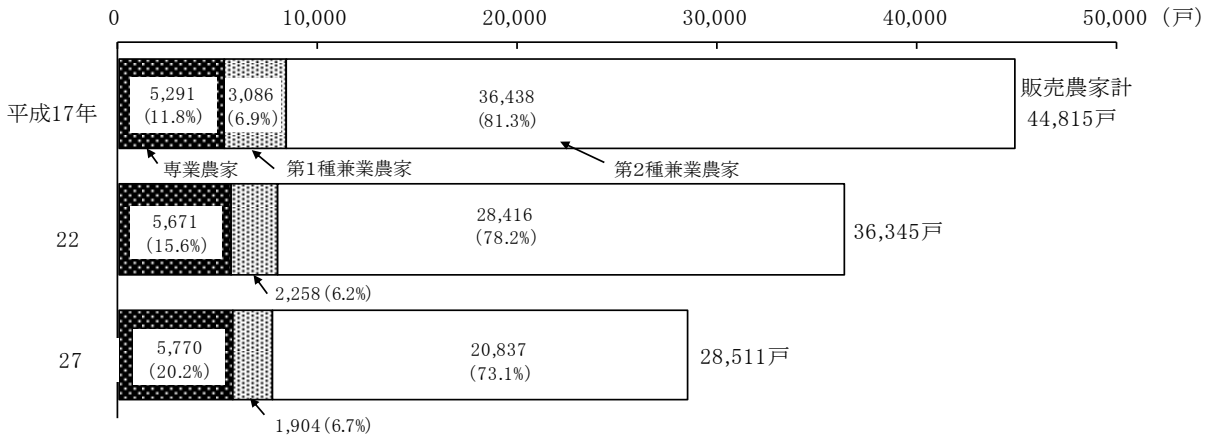 0 10,000 20,000 30,000 40,000 50,000 (戸)
平成17年
5,291
(11.8%)
3,086
(6.9%)
36,438
(81.3%)
販売農家計
44,815戸
専業農家 第1種兼業農家 第2種兼業農家
22
5,671
(15.6%)
28,416
(78.2%)
36,345戸
2,258(6.2%)
27
5,770
(20.2%)
20,837
(73.1%)
28,511戸
1,904(6.7%)